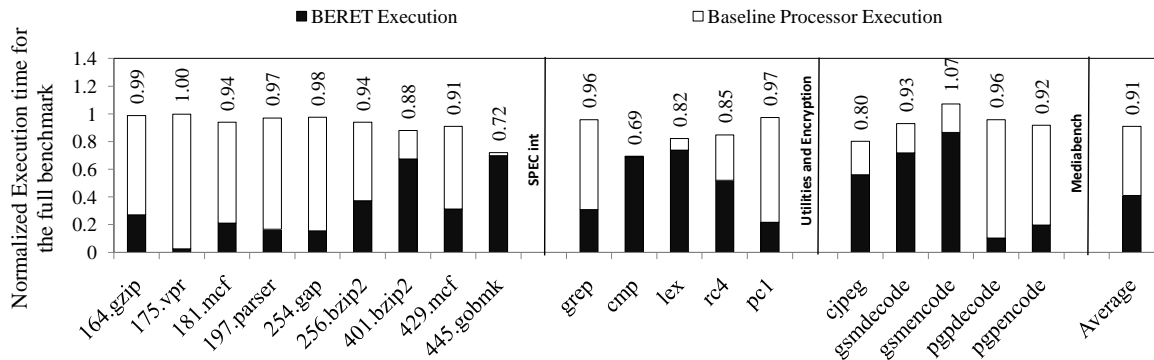 BERET Execution
Baseline Processor Execution
Normalized Execution time for
the full benchmark
1.4
1.2
1
0.8
0.6
0.4
0.2
0
0.99
1.00
0.94
0.97
0.98
0.94
0.88
0.91
0.72
SPEC int
0.96
0.69
0.82
0.85
0.97
Utilities and Encryption
0.80
0.93
1.07
0.96
0.92
Mediabench
0.91
164.gzip
175.vpr
181.mcf
197.parser
254.gap
256.bzip2
401.bzip2
429.mcf
445.gobmk
grep
cmp
lex
rc4
pc1
cjpeg
gsmdecode
gsmencode
pgpdecode
pgpencode
Average